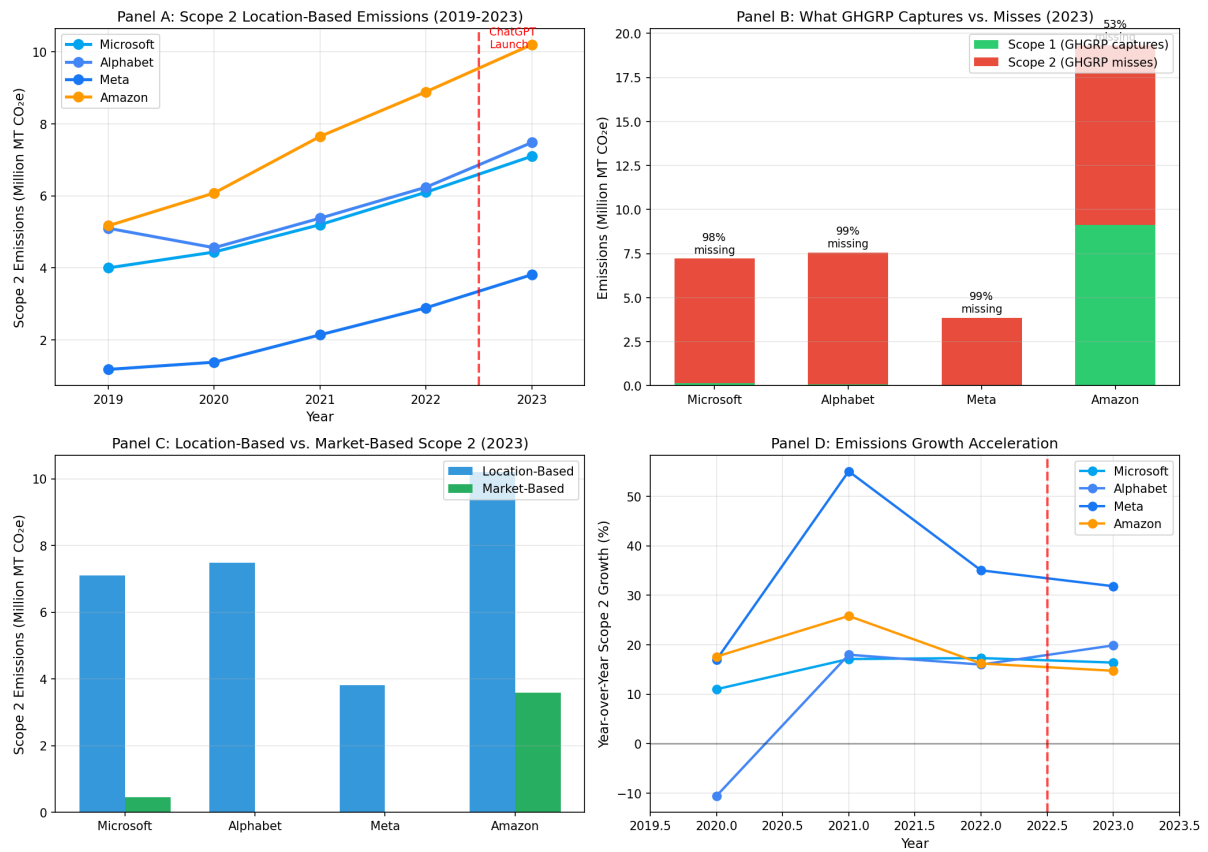 Panel A: Scope 2 Location-Based Emissions (2019-2023)
ChatGPT
Launch
Microsoft
Alphabet
Meta
Amazon
Scope 2 Emissions (Million MT CO₂e)
10
8
6
4
2
2019
2020
2021
2022
2023
Year
Panel B: What GHGRP Captures vs. Misses (2023)
53%
missing
Scope 1 (GHGRP captures)
Scope 2 (GHGRP misses)
Emissions (Million MT CO₂e)
20.0
17.5
15.0
12.5
10.0
7.5
5.0
2.5
0.0
98%
missing
99%
missing
99%
missing
Microsoft
Alphabet
Meta
Amazon
Panel C: Location-Based vs. Market-Based Scope 2 (2023)
Location-Based
Market-Based
Scope 2 Emissions (Million MT CO₂e)
10
8
6
4
2
0
Microsoft
Alphabet
Meta
Amazon
Panel D: Emissions Growth Acceleration
Microsoft
Alphabet
Meta
Amazon
Year-over-Year Scope 2 Growth (%)
50
40
30
20
10
0
−10
2019.5
2020.0
2020.5
2021.0
2021.5
2022.0
2022.5
2023.0
2023.5
Year